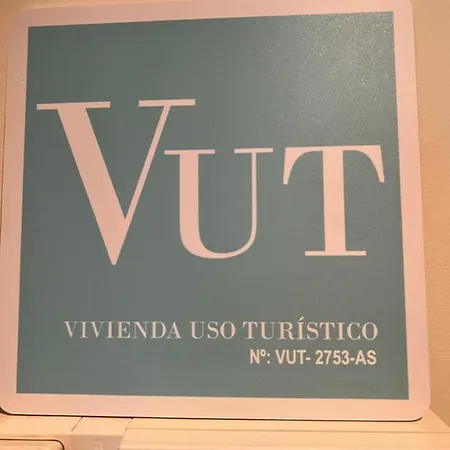 VUT
VIVIENDA USO TURÍSTICO
Nº: VUT- 2753-AS